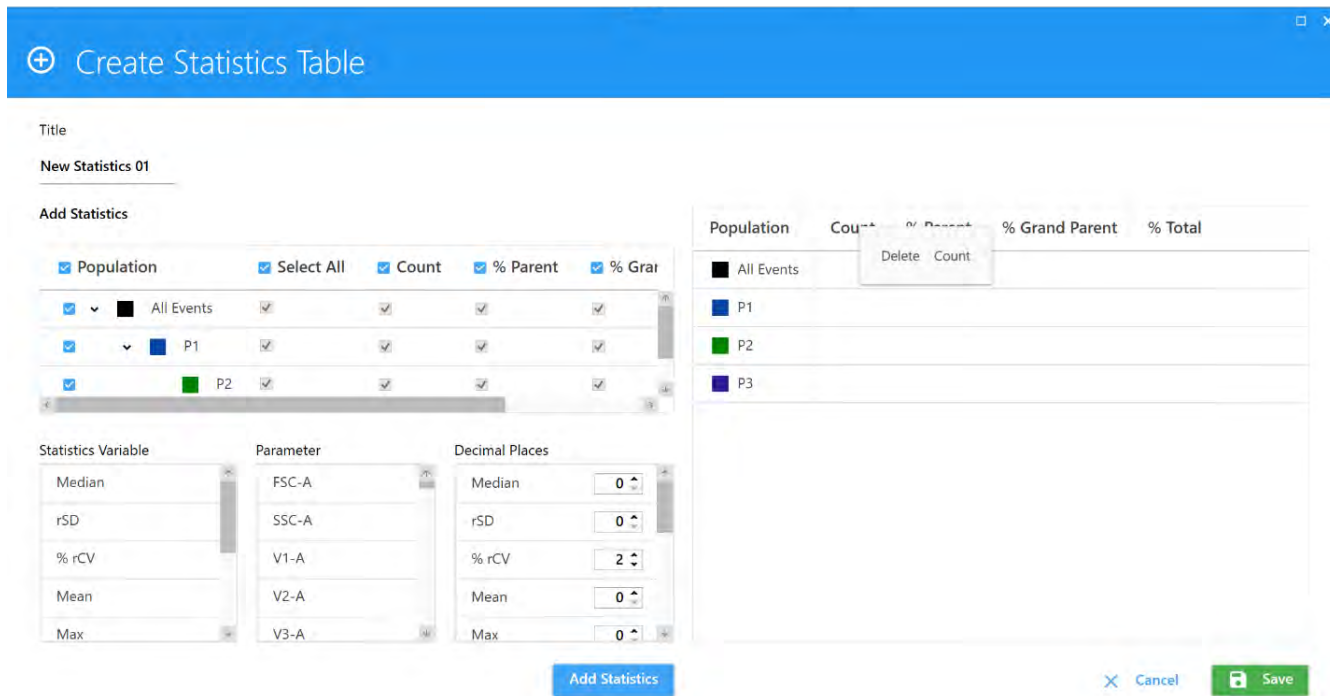 Create Statistics Table
Title
New Statistics 01
Add Statistics
Population Select All Count % Parent % Grar
All Events
P1
P2
Statistics Variable
Median
rSD
% rCV
Mean
Max
Parameter
FSC-A
SSC-A
V1-A
V2-A
V3-A
Decimal Places
Median 0
rSD 0
% rCV 2
Mean 0
Max 0
Add Statistics
Population Count % Parent % Grand Parent % Total
Delete Count
All Events
P1
P2
P3
Cancel Save